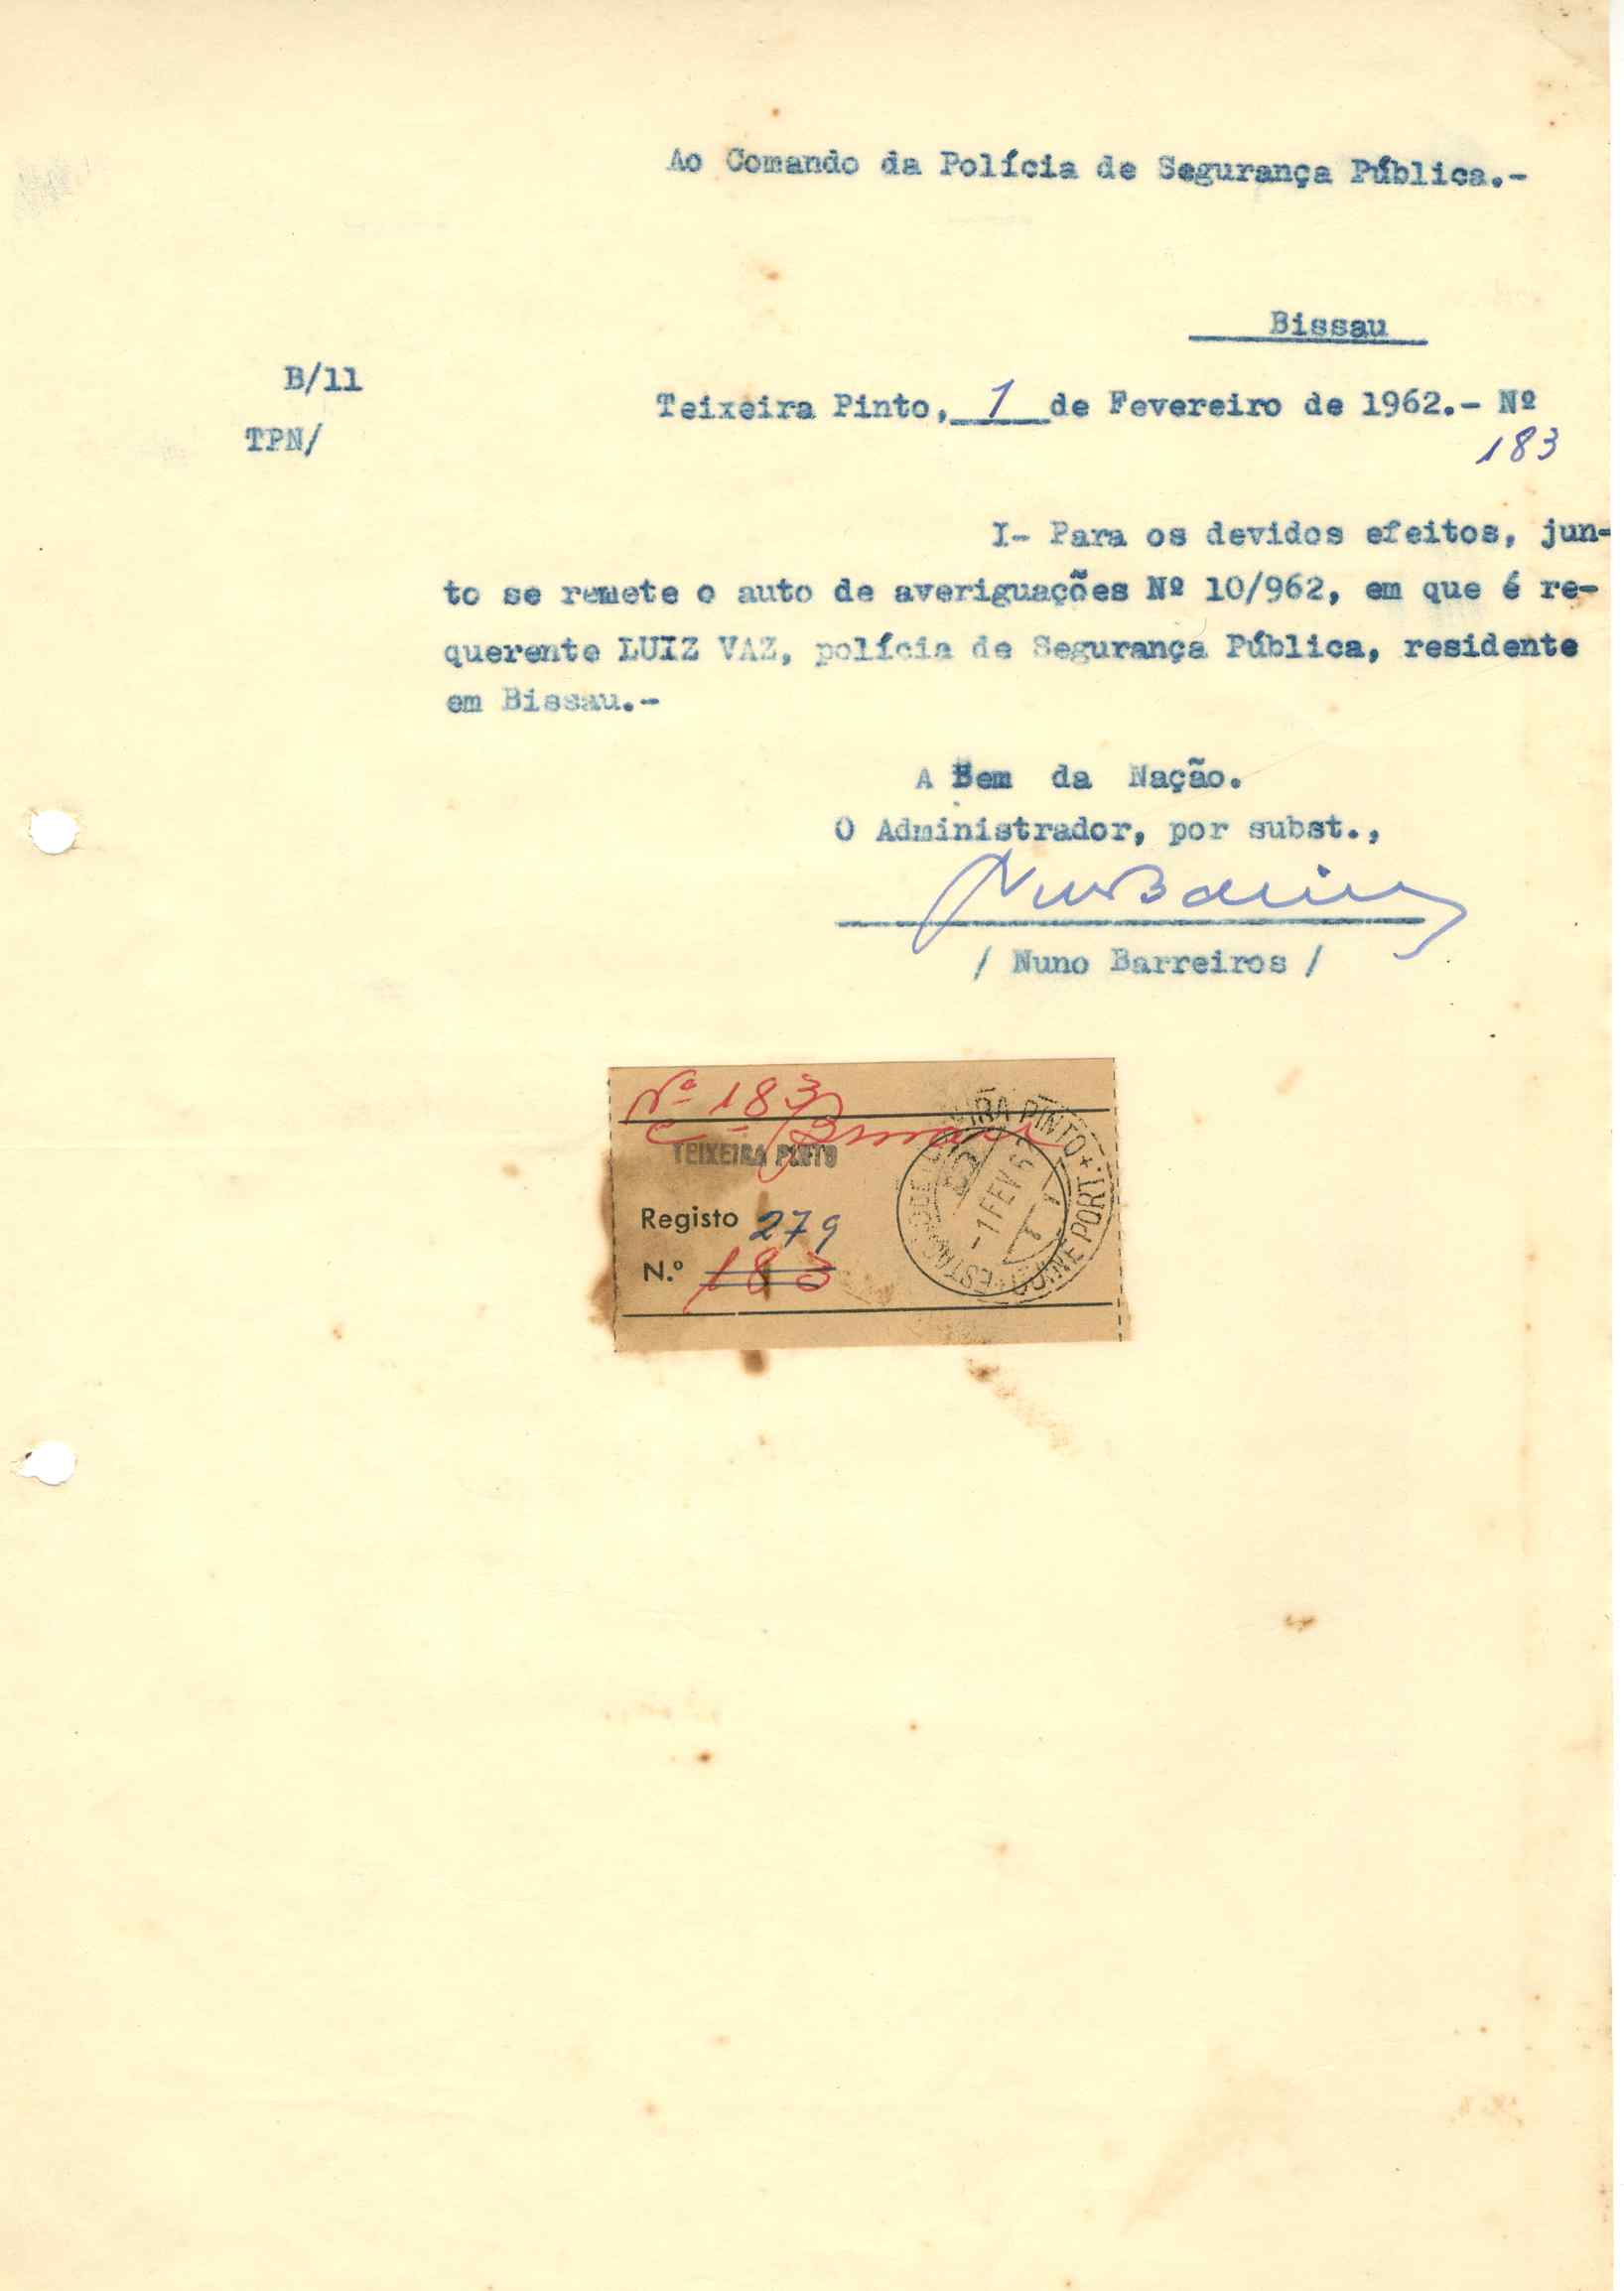 Ao Comando da Polícia de Segurança Pública.-
Bissau
B/11
Teixeira Pinto, 1 de Fevereiro de 1962.- Nº
TPN/
183
I- Para os devidos efeitos, jun-
to se remete o auto de averiguações Nº 10/962, em que é re-
querente LUIZ VAZ, polícia de Segurança Pública, residente
em Bissau.-
A Bem da Nação.
O Administrador, por subst.,
/ Nuno Barreiros /
Nº 183
TEIXEIRA PINTO
Registo 279
N.º 183
EIRA PINTO
-1 FEV 6
GUINE PORT.